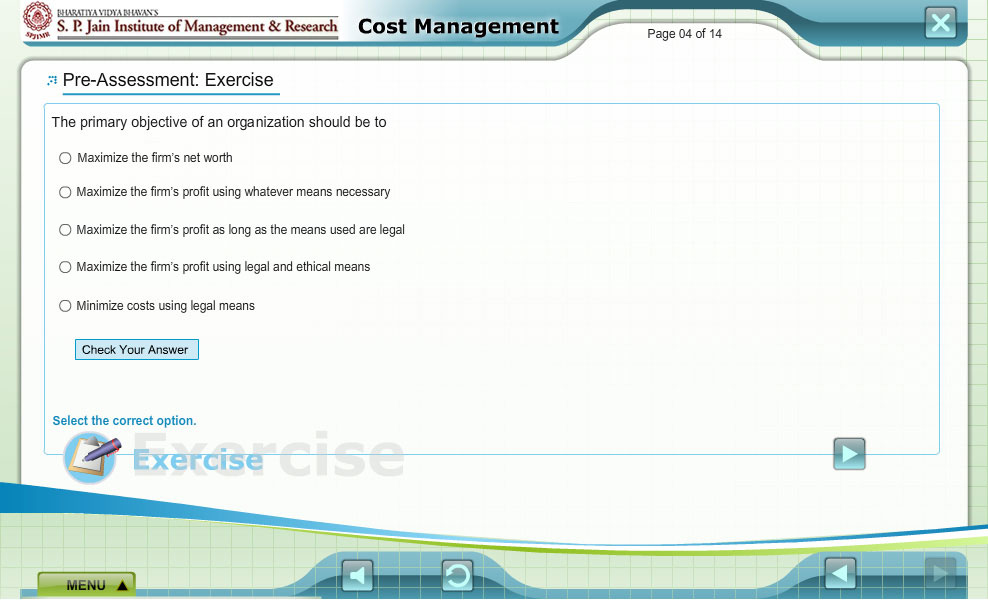 BHARATIYA VIDYA BHAVAN'S
S. P. Jain Institute of Management & Research
SPJIMR
Cost Management
Page 04 of 14
Pre-Assessment: Exercise
The primary objective of an organization should be to
Maximize the firm's net worth
Maximize the firm's profit using whatever means necessary
Maximize the firm's profit as long as the means used are legal
Maximize the firm's profit using legal and ethical means
Minimize costs using legal means
Check Your Answer
Select the correct option.
Exercise
Exercise
MENU